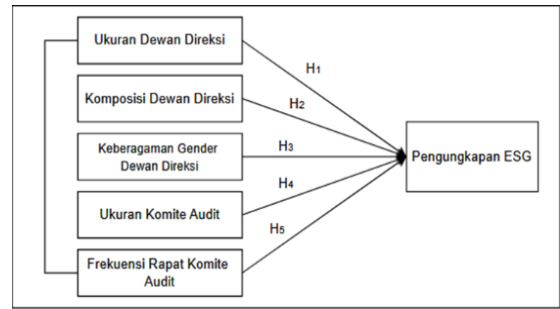 Ukuran Dewan Direksi
H1
Komposisi Dewan Direksi
H2
Keberagaman Gender
Dewan Direksi
H3
Pengungkapan ESG
H4
Ukuran Komite Audit
H5
Frekuensi Rapat Komite
Audit